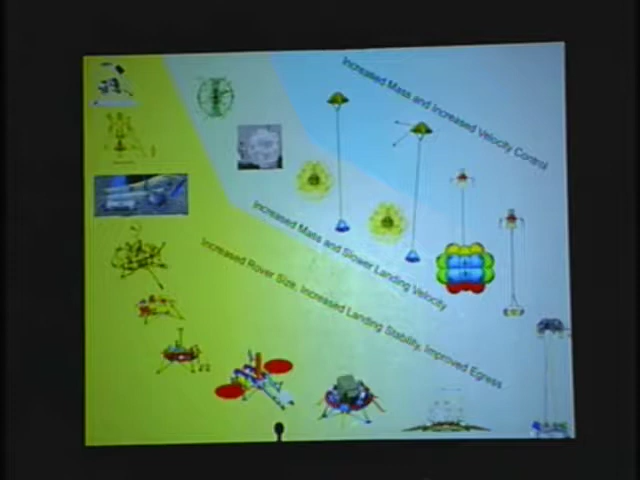 Increased Mass and Increased Velocity Control
Increased Mass and Slower Landing Velocity
Increased Rover Size, Increased Landing Stability, Improved Egress